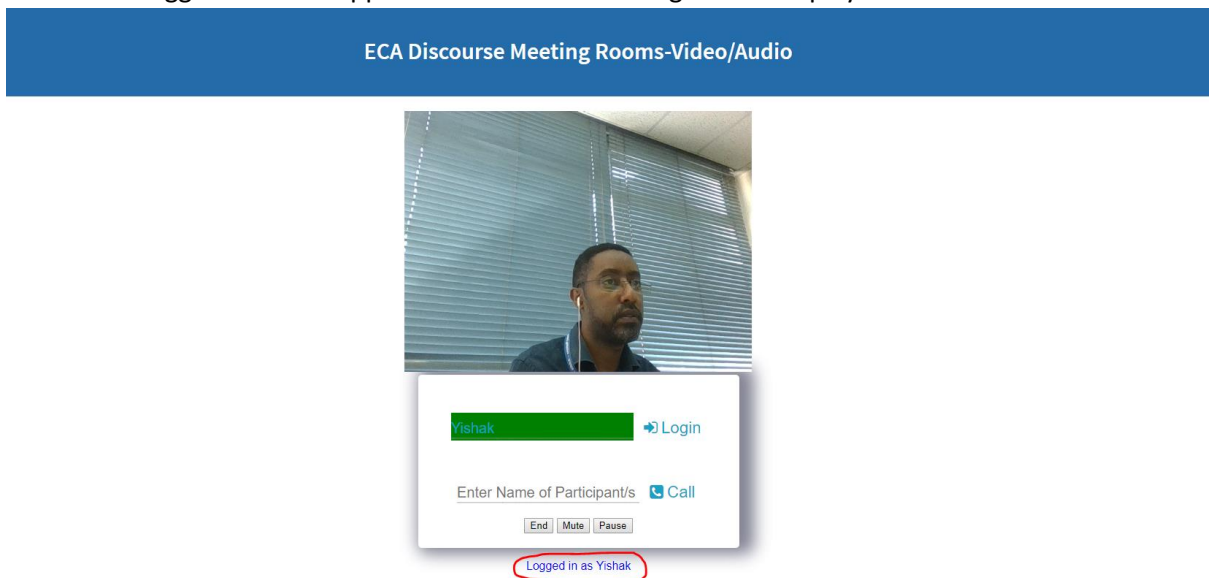 ECA Discourse Meeting Rooms-Video/Audio
Yishak Login
Enter Name of Participant/s Call
End Mute Pause
Logged in as Yishak